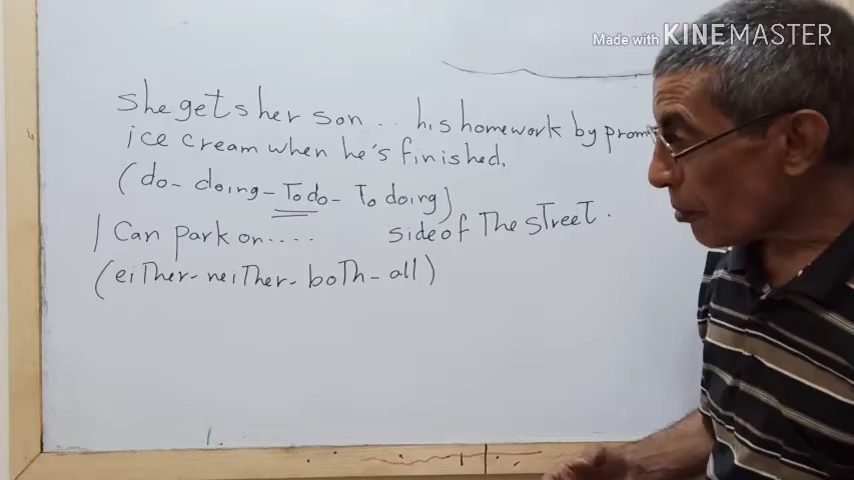 Made with KINEMASTER
she gets her son .. his homework by promi
ice cream when he's finished.
(do - doing - To do - To doing)
I Can park on .... side of The sTreeT.
(eiTher - neiTher - boTh - all)